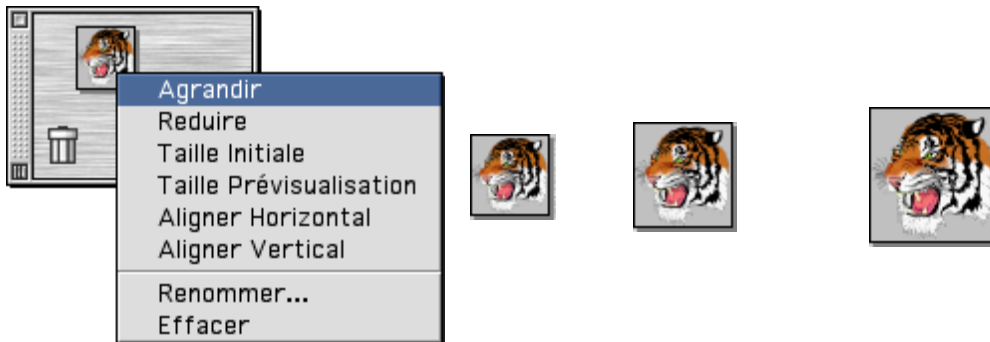 Agrandir
Reduire
Taille Initiale
Taille Prévisualisation
Aligner Horizontal
Aligner Vertical
Renommer...
Effacer